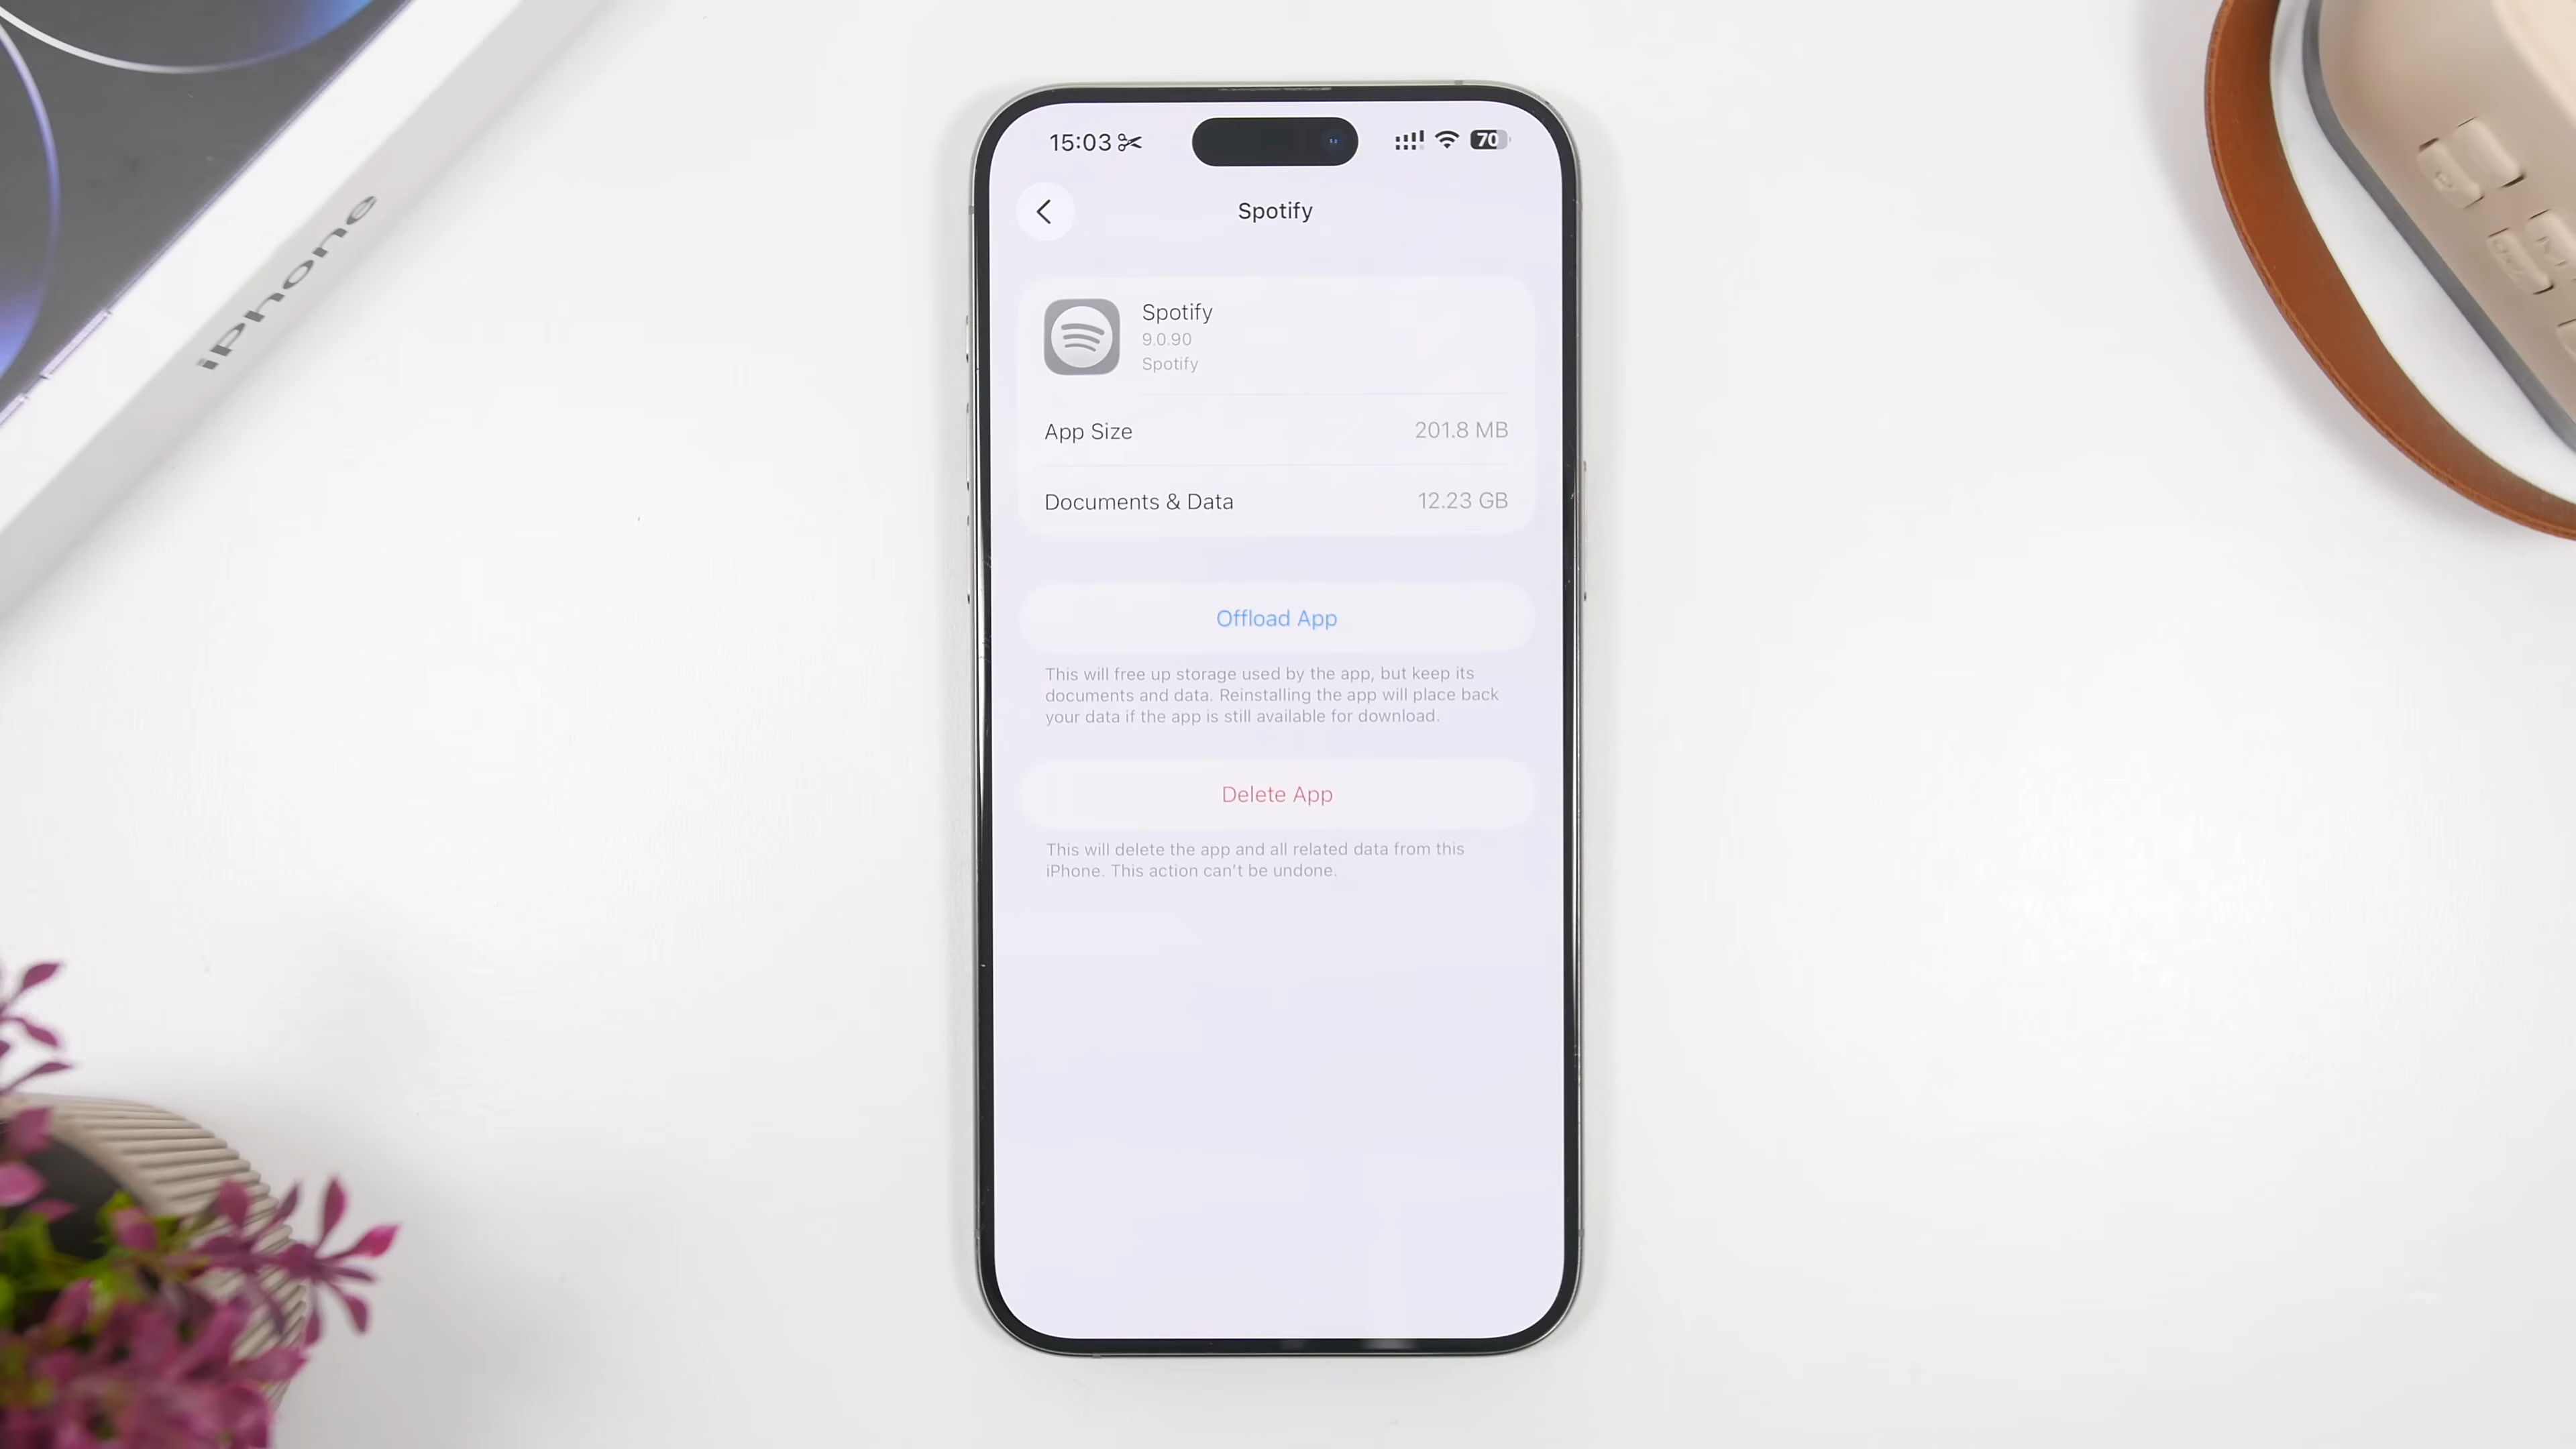 iPhone
15:03
70
Spotify
Spotify
9.0.90
Spotify
App Size
201.8 MB
Documents & Data
12.23 GB
Offload App
This will free up storage used by the app, but keep its
documents and data. Reinstalling the app will place back
your data if the app is still available for download.
Delete App
This will delete the app and all related data from this
iPhone. This action can't be undone.